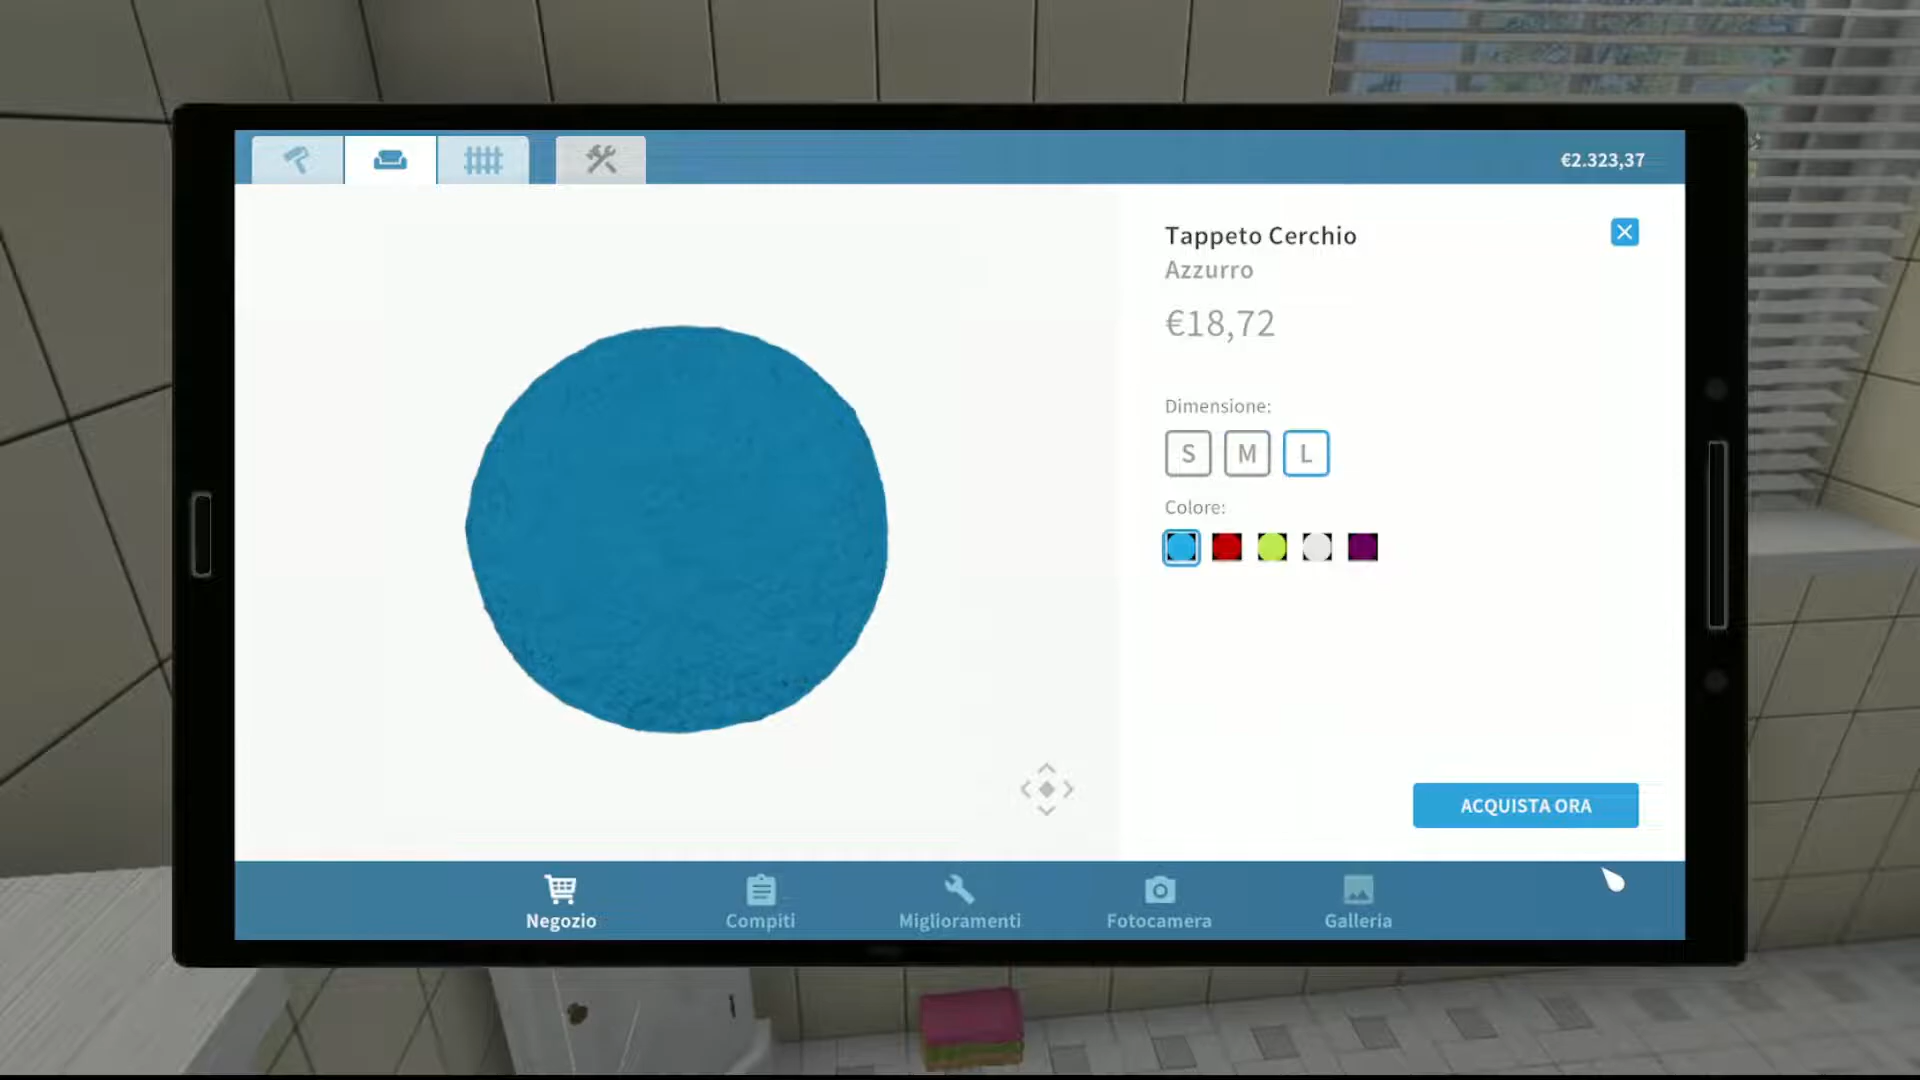 €2.323,37
Tappeto Cerchio
Azzurro
€18,72
Dimensione:
S M L
Colore:
ACQUISTA ORA
Negozio Compiti Miglioramenti Fotocamera Galleria